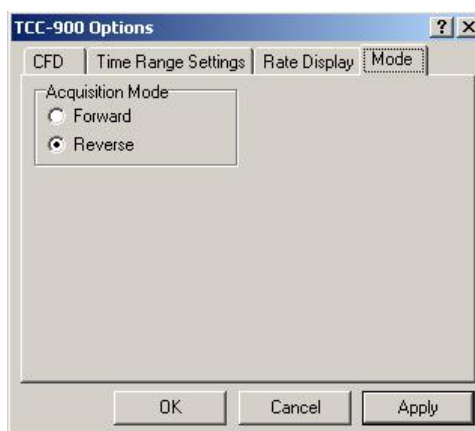 TCC-900 Options
CFD Time Range Settings Rate Display Mode
Acquisition Mode
Forward
Reverse
OK Cancel Apply